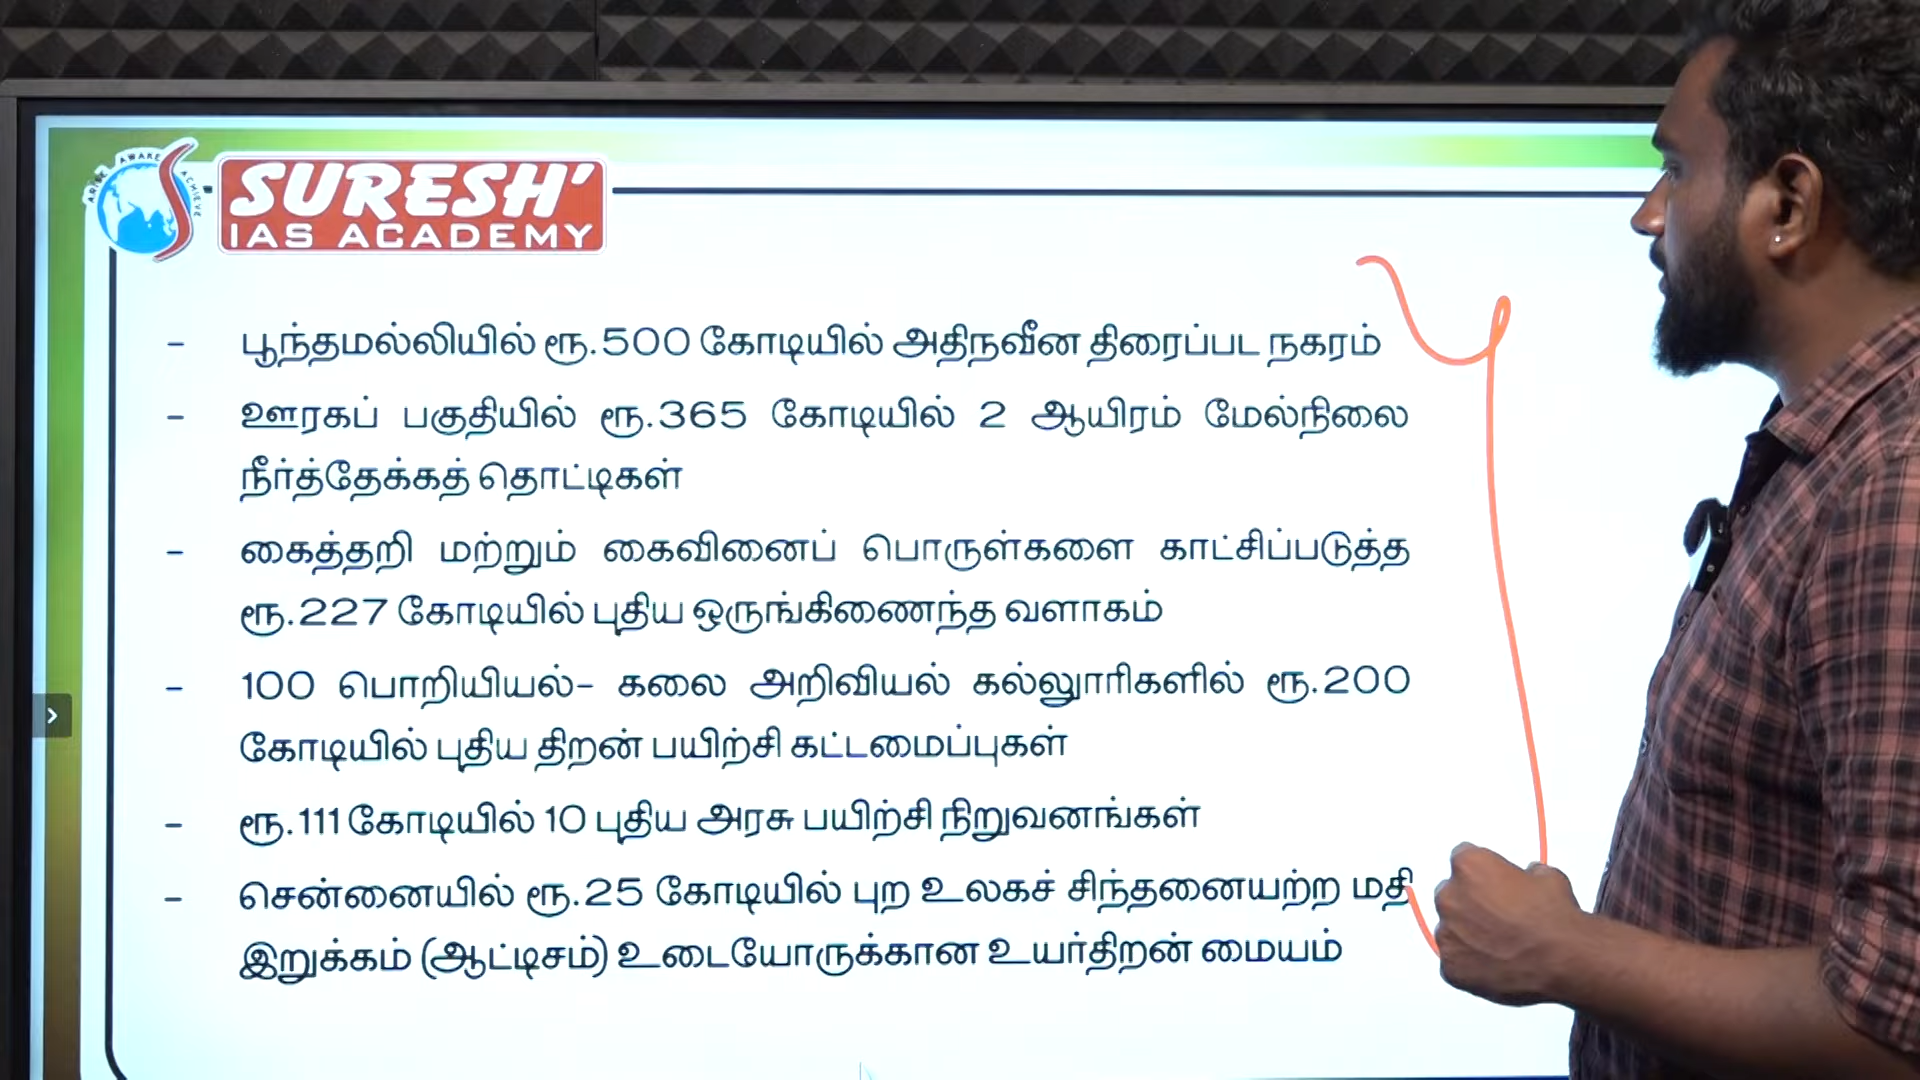 ARISE AWAKE ACHIEVE
SURESH'
IAS ACADEMY
- பூந்தமல்லியில் ரூ.500 கோடியில் அதிநவீன திரைப்பட நகரம்
- ஊரகப் பகுதியில் ரூ.365 கோடியில் 2 ஆயிரம் மேல்நிலை
நீர்த்தேக்கத் தொட்டிகள்
- கைத்தறி மற்றும் கைவினைப் பொருள்களை காட்சிப்படுத்த
ரூ.227 கோடியில் புதிய ஒருங்கிணைந்த வளாகம்
- 100 பொறியியல்- கலை அறிவியல் கல்லூரிகளில் ரூ.200
கோடியில் புதிய திறன் பயிற்சி கட்டமைப்புகள்
- ரூ.111 கோடியில் 10 புதிய அரசு பயிற்சி நிறுவனங்கள்
- சென்னையில் ரூ.25 கோடியில் புற உலகச் சிந்தனையற்ற மதி
இறுக்கம் (ஆட்டிசம்) உடையோருக்கான உயர்திறன் மையம்